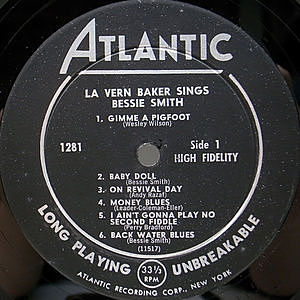 ATLANTIC
LA VERN BAKER SINGS
BESSIE SMITH
1. GIMME A PIGFOOT
(Wesley Wilson)
1281
Side 1
HIGH FIDELITY
2. BABY DOLL
(Bessie Smith)
3. ON REVIVAL DAY
(Andy Razaf)
4. MONEY BLUES
(Leader-Coleman-Eller)
5. I AIN'T GONNA PLAY NO
SECOND FIDDLE
(Perry Bradford)
6. BACK WATER BLUES
(Bessie Smith)
(11517)
LONG PLAYING 33⅓ RPM UNBREAKABLE
ATLANTIC RECORDING CORP., NEW YORK